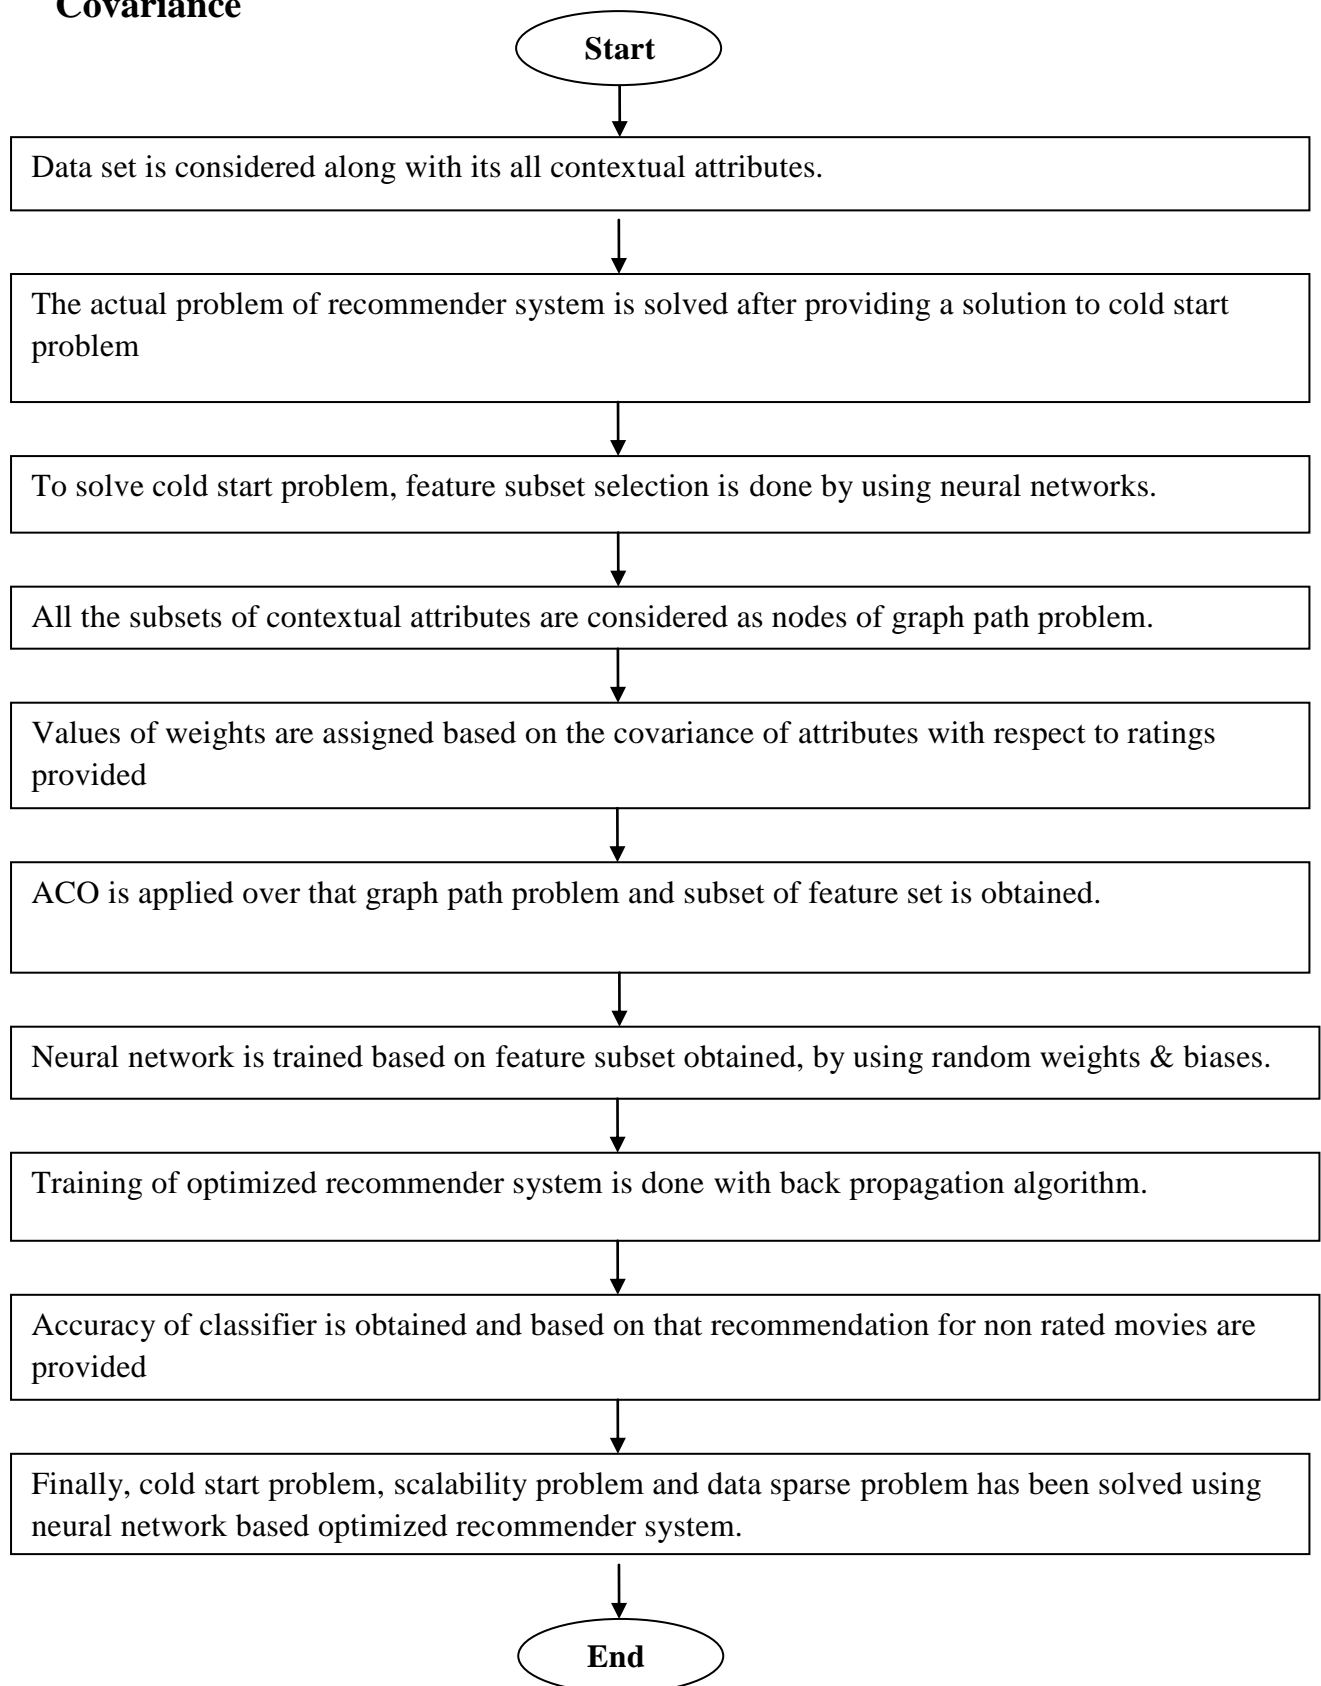 Covariance
Start
Data set is considered along with its all contextual attributes.
The actual problem of recommender system is solved after providing a solution to cold start
problem
To solve cold start problem, feature subset selection is done by using neural networks.
All the subsets of contextual attributes are considered as nodes of graph path problem.
Values of weights are assigned based on the covariance of attributes with respect to ratings
provided
ACO is applied over that graph path problem and subset of feature set is obtained.
Neural network is trained based on feature subset obtained, by using random weights & biases.
Training of optimized recommender system is done with back propagation algorithm.
Accuracy of classifier is obtained and based on that recommendation for non rated movies are
provided
Finally, cold start problem, scalability problem and data sparse problem has been solved using
neural network based optimized recommender system.
End